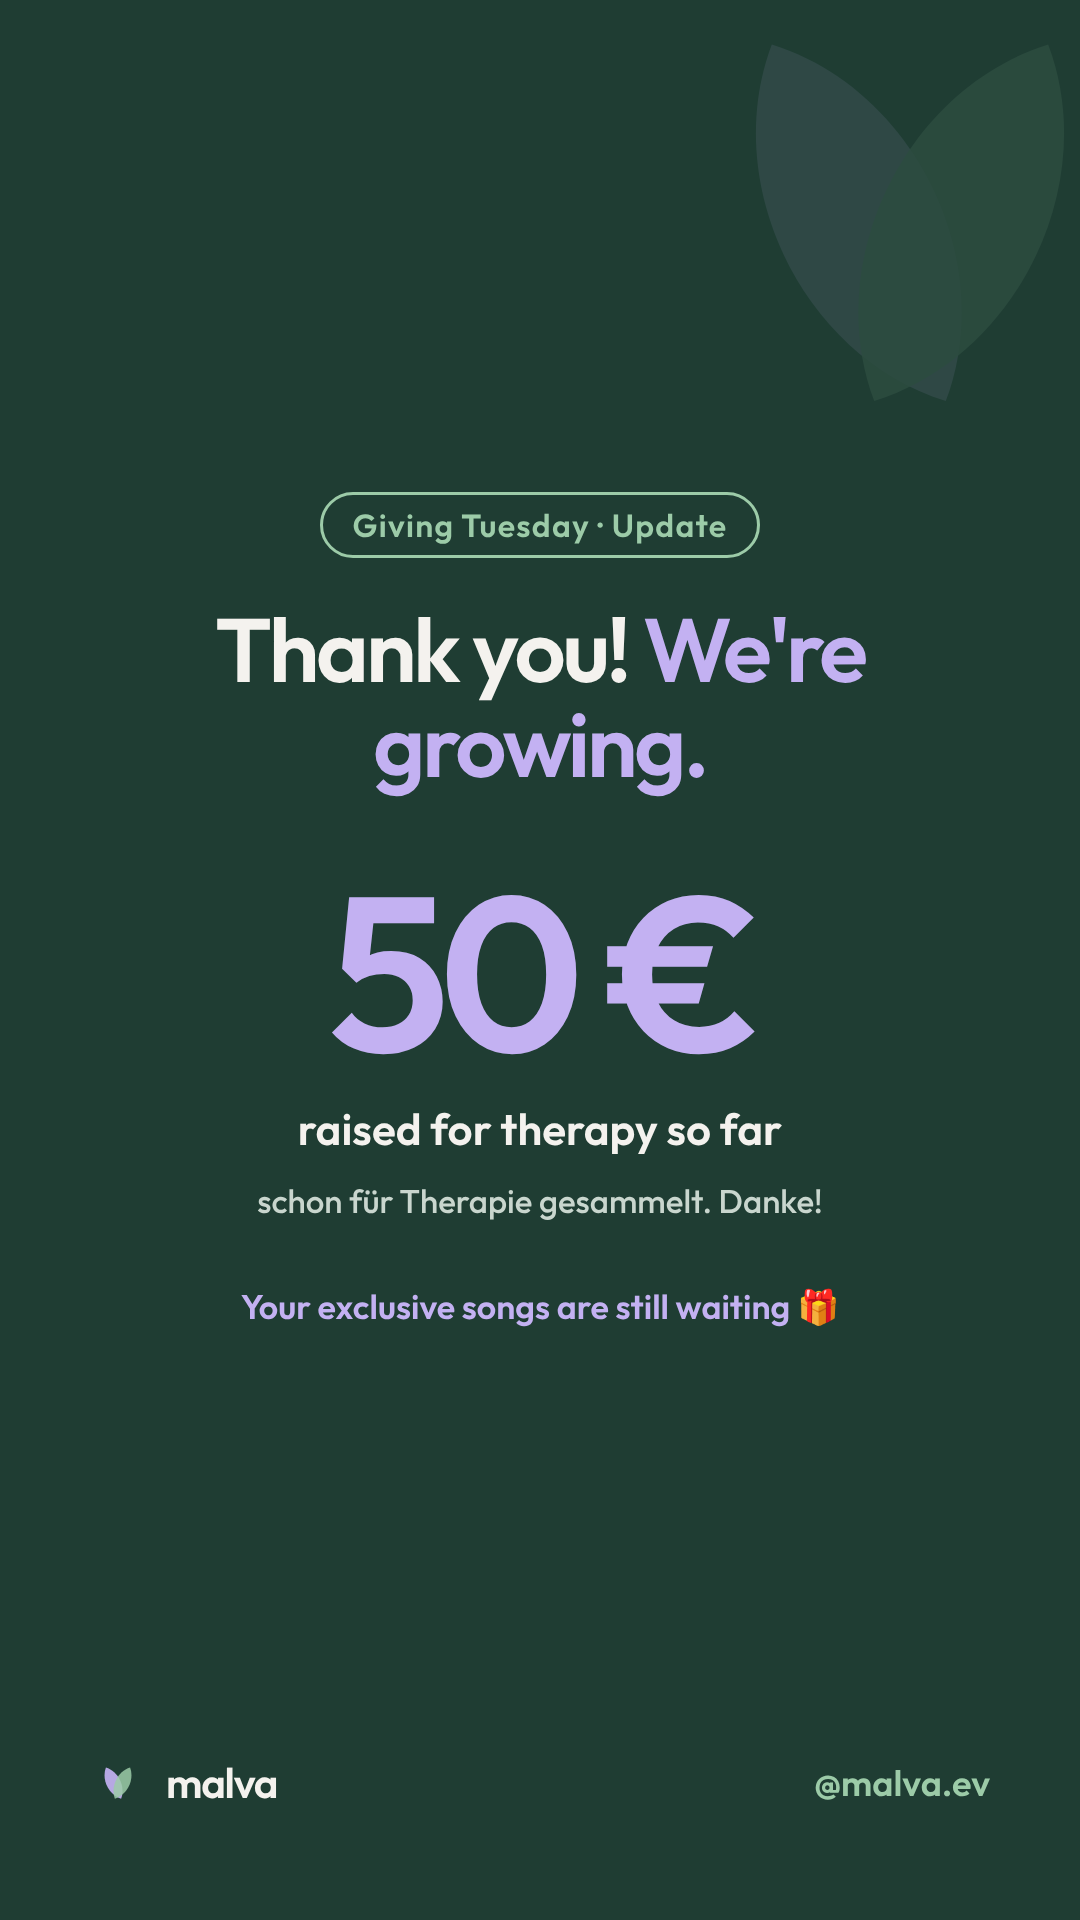 Giving Tuesday · Update
Thank you! We're
growing.
50 €
raised for therapy so far
schon für Therapie gesammelt. Danke!
Your exclusive songs are still waiting 🎁
malva
@malva.ev